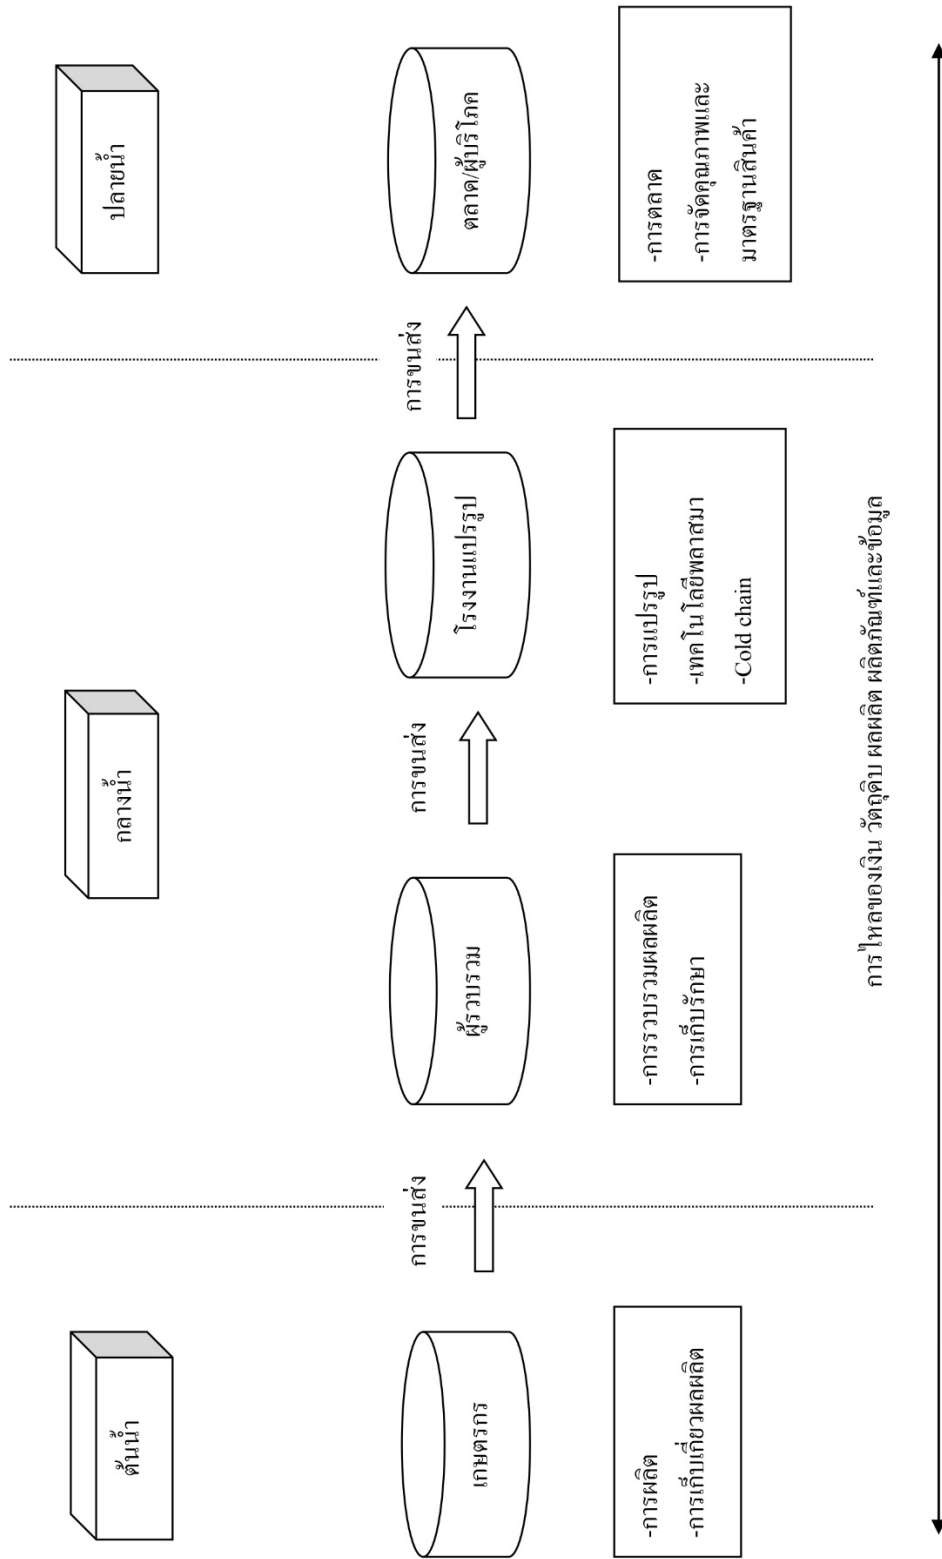 ต้นน้ำ
กลางน้ำ
ปลายน้ำ
เกษตรกร
การขนส่ง
ผู้รวบรวม
การขนส่ง
โรงงานแปรรูป
การขนส่ง
ตลาด/ผู้บริโภค
-การผลิต
-การเก็บเกี่ยวผลผลิต
-การรวบรวมผลผลิต
-การเก็บรักษา
-การแปรรูป
-เทคโนโลยีพลาสมา
-Cold chain
-การตลาด
-การจัดคุณภาพและ
มาตรฐานสินค้า
การไหลของเงิน วัตถุดิบ ผลผลิต ผลิตภัณฑ์และข้อมูล